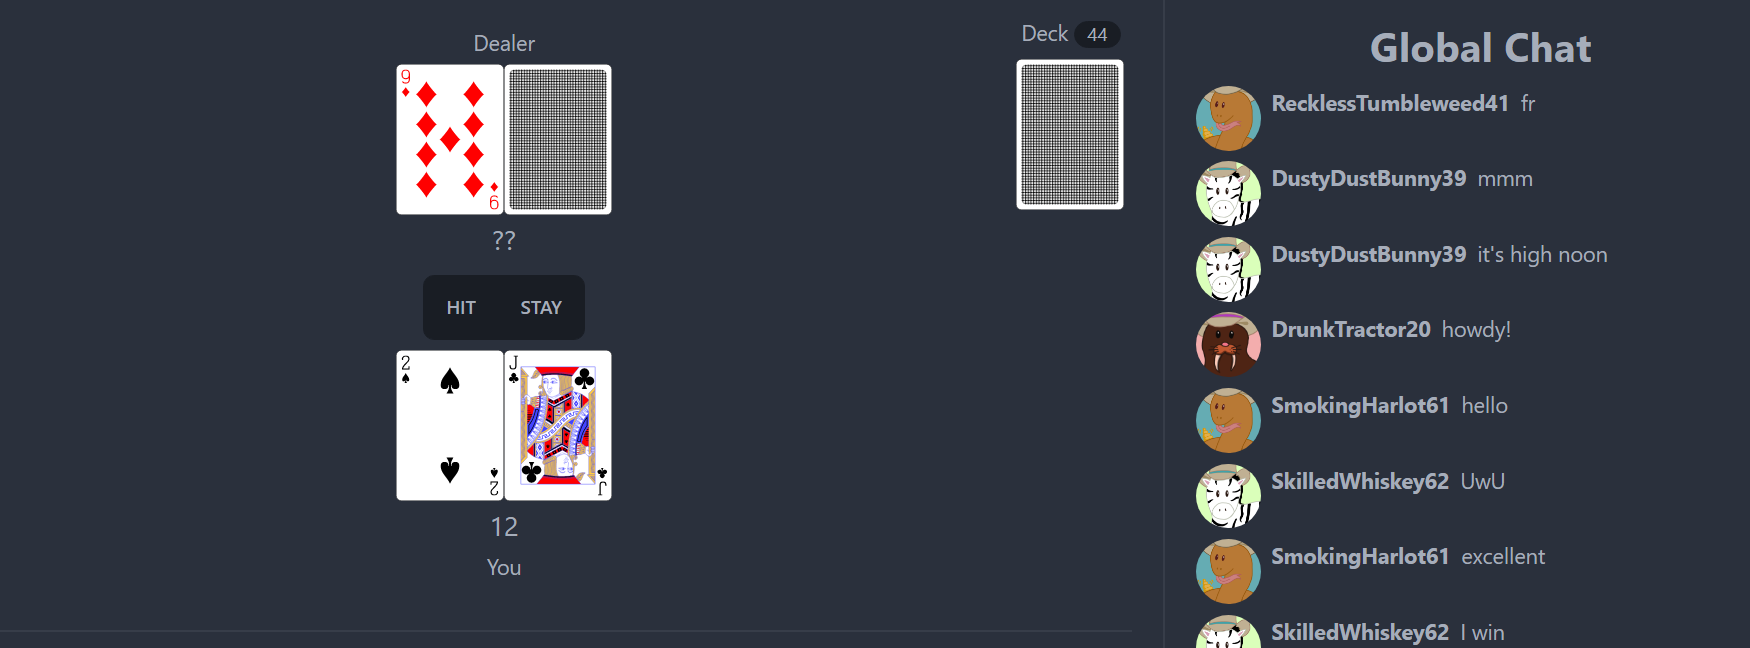 Dealer
Deck 44
9
9
??
HIT STAY
2
J
2
J
12
You
Global Chat
RecklessTumbleweed41 fr
DustyDustBunny39 mmm
DustyDustBunny39 it's high noon
DrunkTractor20 howdy!
SmokingHarlot61 hello
SkilledWhiskey62 UwU
SmokingHarlot61 excellent
SkilledWhiskey62 I win